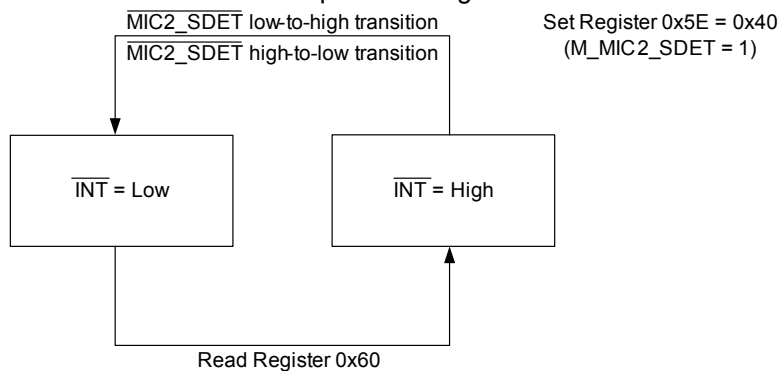 MIC2_SDET low-to-high transition
MIC2_SDET high-to-low transition
Set Register 0x5E = 0x40
(M_MIC2_SDET = 1)
INT = Low
INT = High
Read Register 0x60